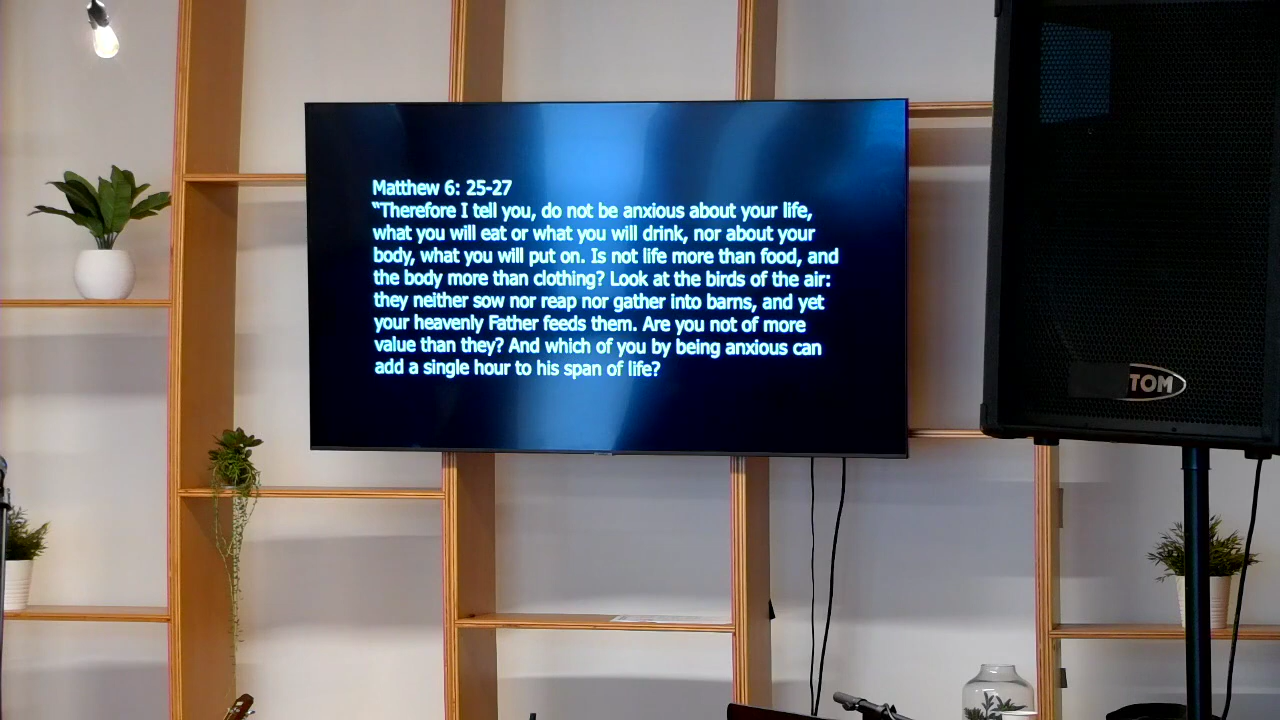 Matthew 6: 25-27
“Therefore I tell you, do not be anxious about your life,
what you will eat or what you will drink, nor about your
body, what you will put on. Is not life more than food, and
the body more than clothing? Look at the birds of the air:
they neither sow nor reap nor gather into barns, and yet
your heavenly Father feeds them. Are you not of more
value than they? And which of you by being anxious can
add a single hour to his span of life?
TOM